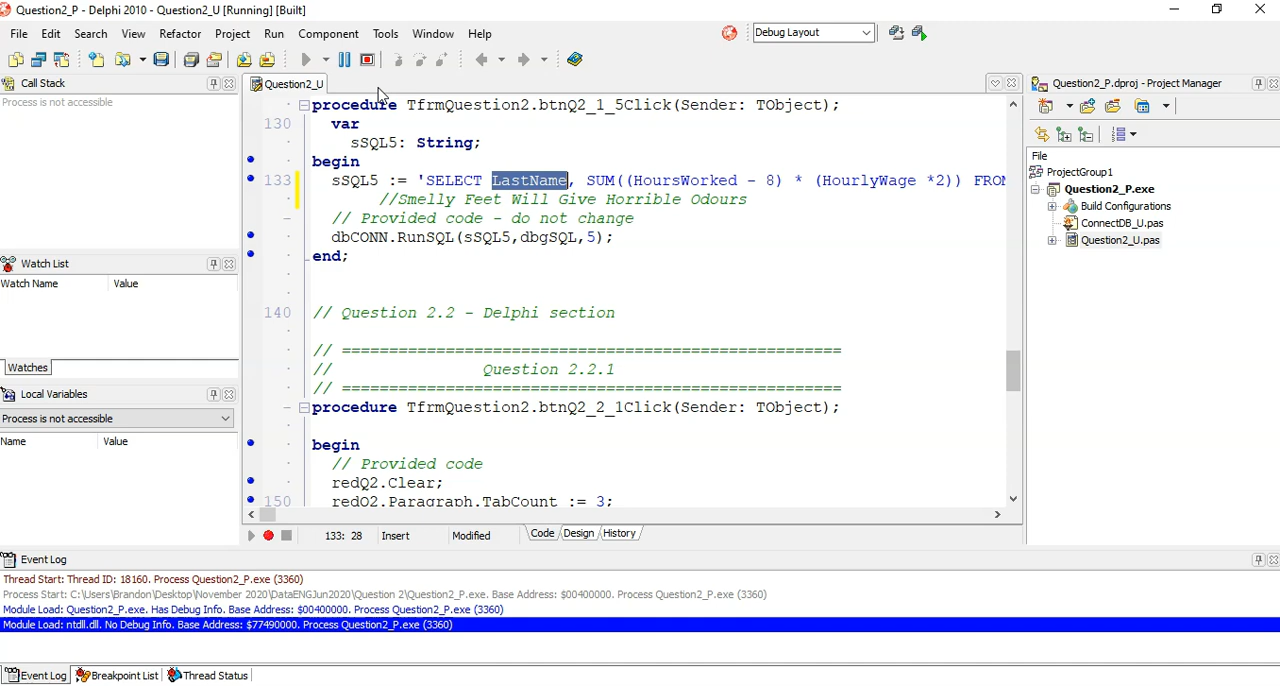 Question2_P - Delphi 2010 - Question2_U [Running] [Built]
File Edit Search View Refactor Project Run Component Tools Window Help
Debug Layout
Call Stack
Process is not accessible
Watch List
Watch Name Value
Watches
Local Variables
Process is not accessible
Name Value
Question2_U
procedure TfrmQuestion2.btnQ2_1_5Click(Sender: TObject);
130 var
sSQL5: String;
begin
133 sSQL5 := 'SELECT LastName, SUM((HoursWorked - 8) * (HourlyWage *2)) FROM
//Smelly Feet Will Give Horrible Odours
// Provided code - do not change
dbCONN.RunSQL(sSQL5,dbgSQL,5);
end;
140 // Question 2.2 - Delphi section
// =====================================================
// Question 2.2.1
// =====================================================
procedure TfrmQuestion2.btnQ2_2_1Click(Sender: TObject);
begin
// Provided code
redQ2.Clear;
150 redQ2.Paragraph.TabCount := 3;
133: 28 Insert Modified Code Design History
Question2_P.dproj - Project Manager
File
ProjectGroup1
Question2_P.exe
Build Configurations
ConnectDB_U.pas
Question2_U.pas
Event Log
Thread Start: Thread ID: 18160. Process Question2_P.exe (3360)
Process Start: C:\Users\Brandon\Desktop\November 2020\DataENGJun2020\Question 2\Question2_P.exe. Base Address: $00400000. Process Question2_P.exe (3360)
Module Load: Question2_P.exe. Has Debug Info. Base Address: $00400000. Process Question2_P.exe (3360)
Module Load: ntdll.dll. No Debug Info. Base Address: $77490000. Process Question2_P.exe (3360)
Event Log Breakpoint List Thread Status